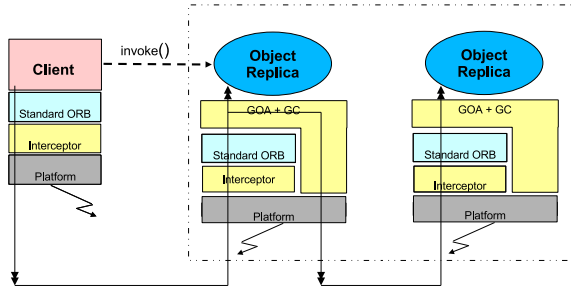 Client
Standard ORB
Interceptor
Platform
invoke()
Object
Replica
GOA + GC
Standard ORB
Interceptor
Platform
Object
Replica
GOA + GC
Standard ORB
Interceptor
Platform